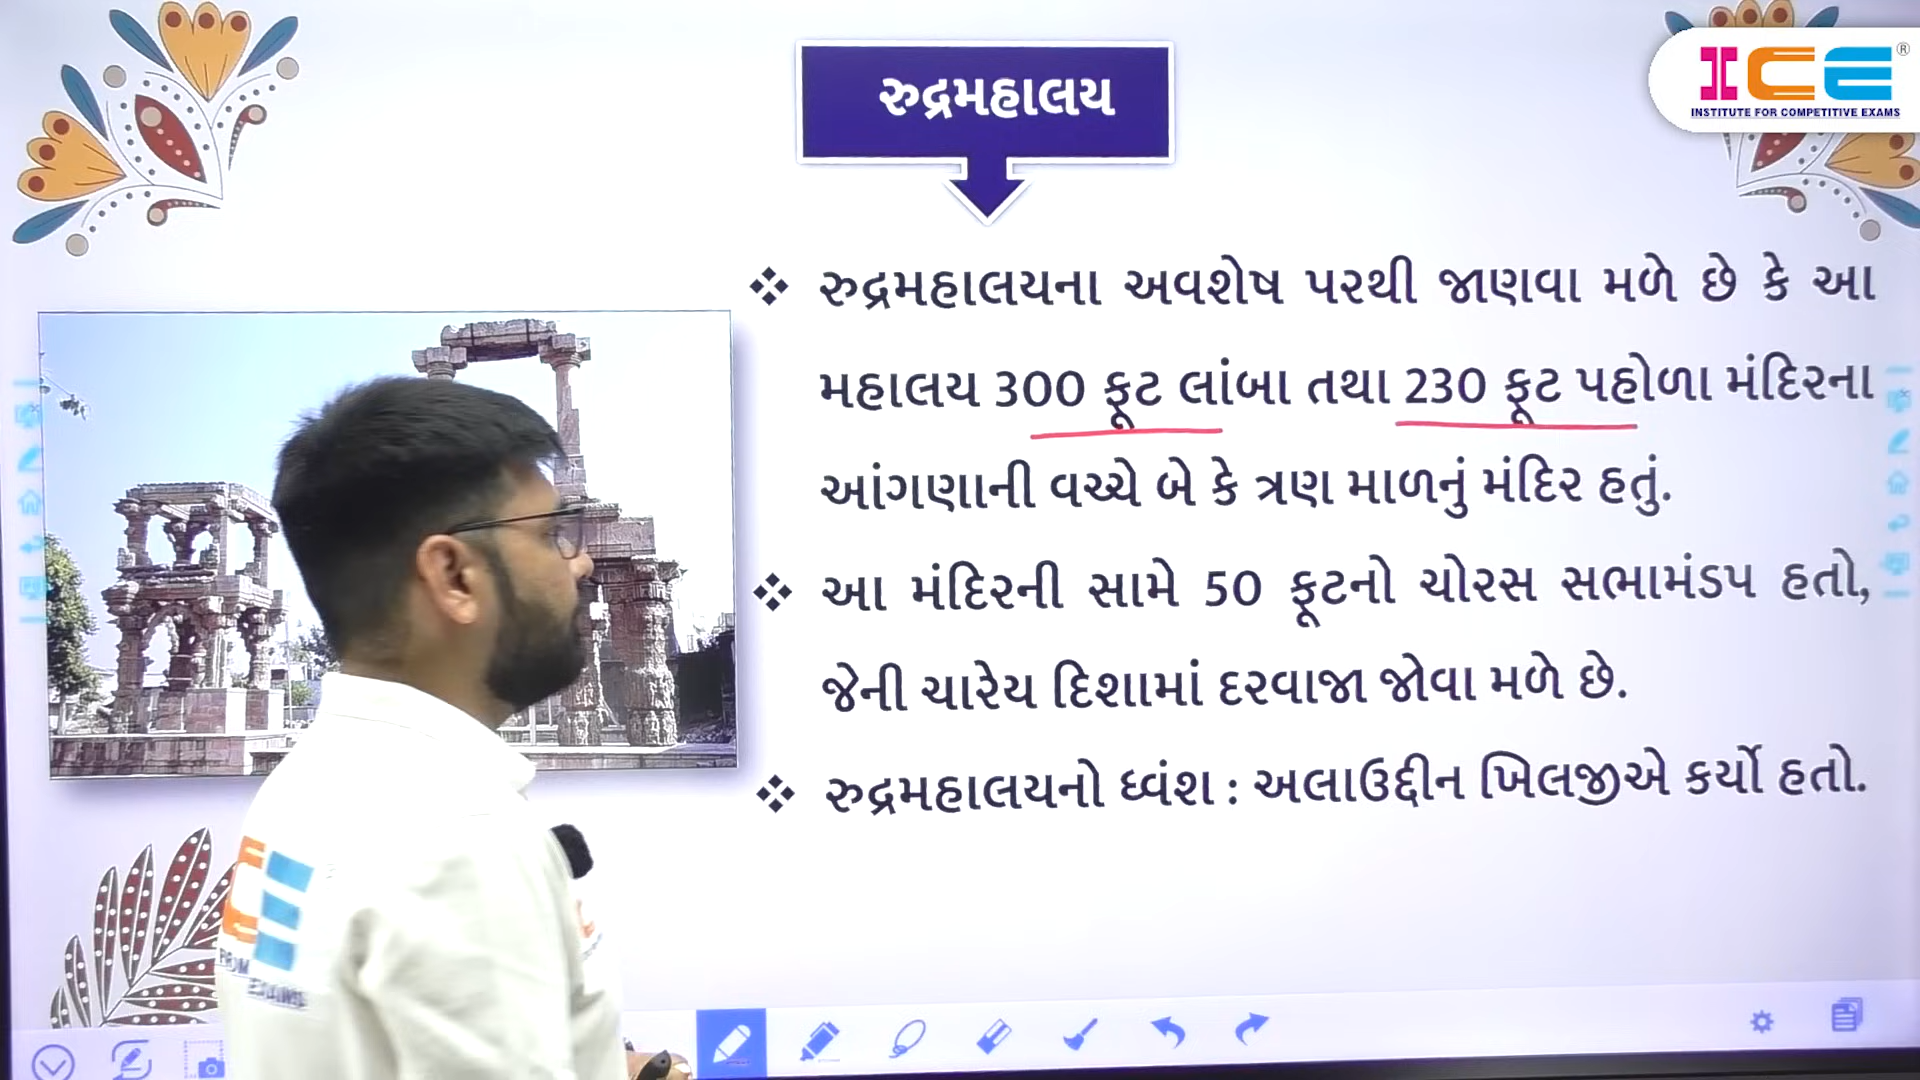 રુદ્રમહાલય
ICE ®
INSTITUTE FOR COMPETITIVE EXAMS
રુદ્રમહાલયના અવશેષ પરથી જાણવા મળે છે કે આ
મહાલય 300 ફૂટ લાંબા તથા 230 ફૂટ પહોળા મંદિરના
આંગણાની વચ્ચે બે કે ત્રણ માળનું મંદિર હતું.
આ મંદિરની સામે 50 ફૂટનો ચોરસ સભામંડપ હતો,
જેની ચારેય દિશામાં દરવાજા જોવા મળે છે.
રુદ્રમહાલયનો ધ્વંશ : અલાઉદ્દીન ખિલજીએ કર્યો હતો.